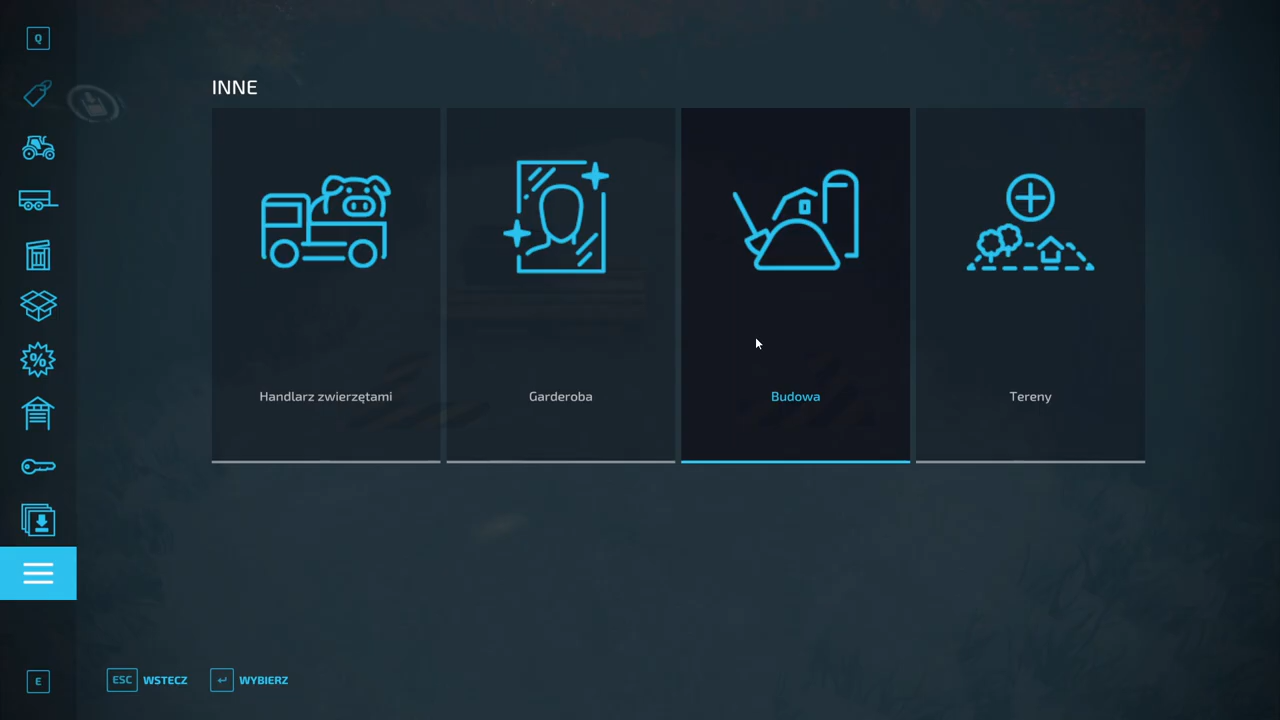 Q
INNE
%
Handlarz zwierzętami
Garderoba
Budowa
Tereny
E
ESC WSTECZ ↩ WYBIERZ